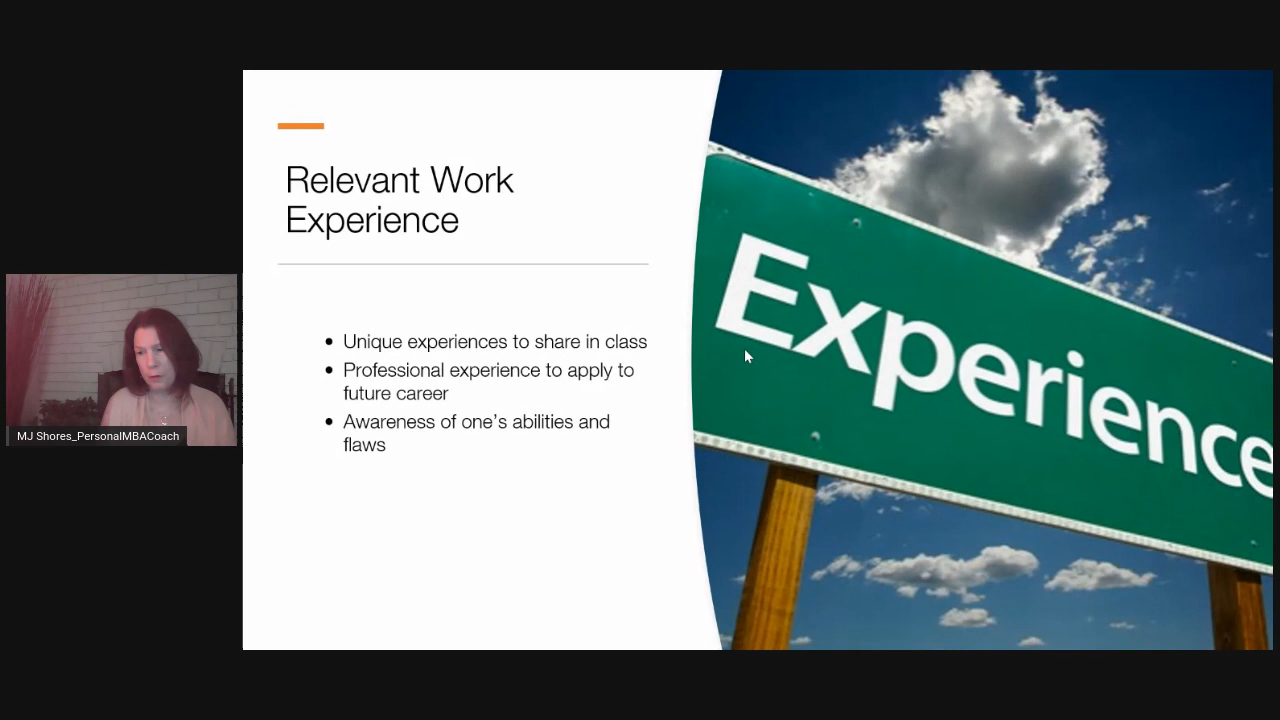 Relevant Work
Experience
• Unique experiences to share in class
• Professional experience to apply to
future career
• Awareness of one's abilities and
flaws
Experience
MJ Shores_PersonalMBACoach